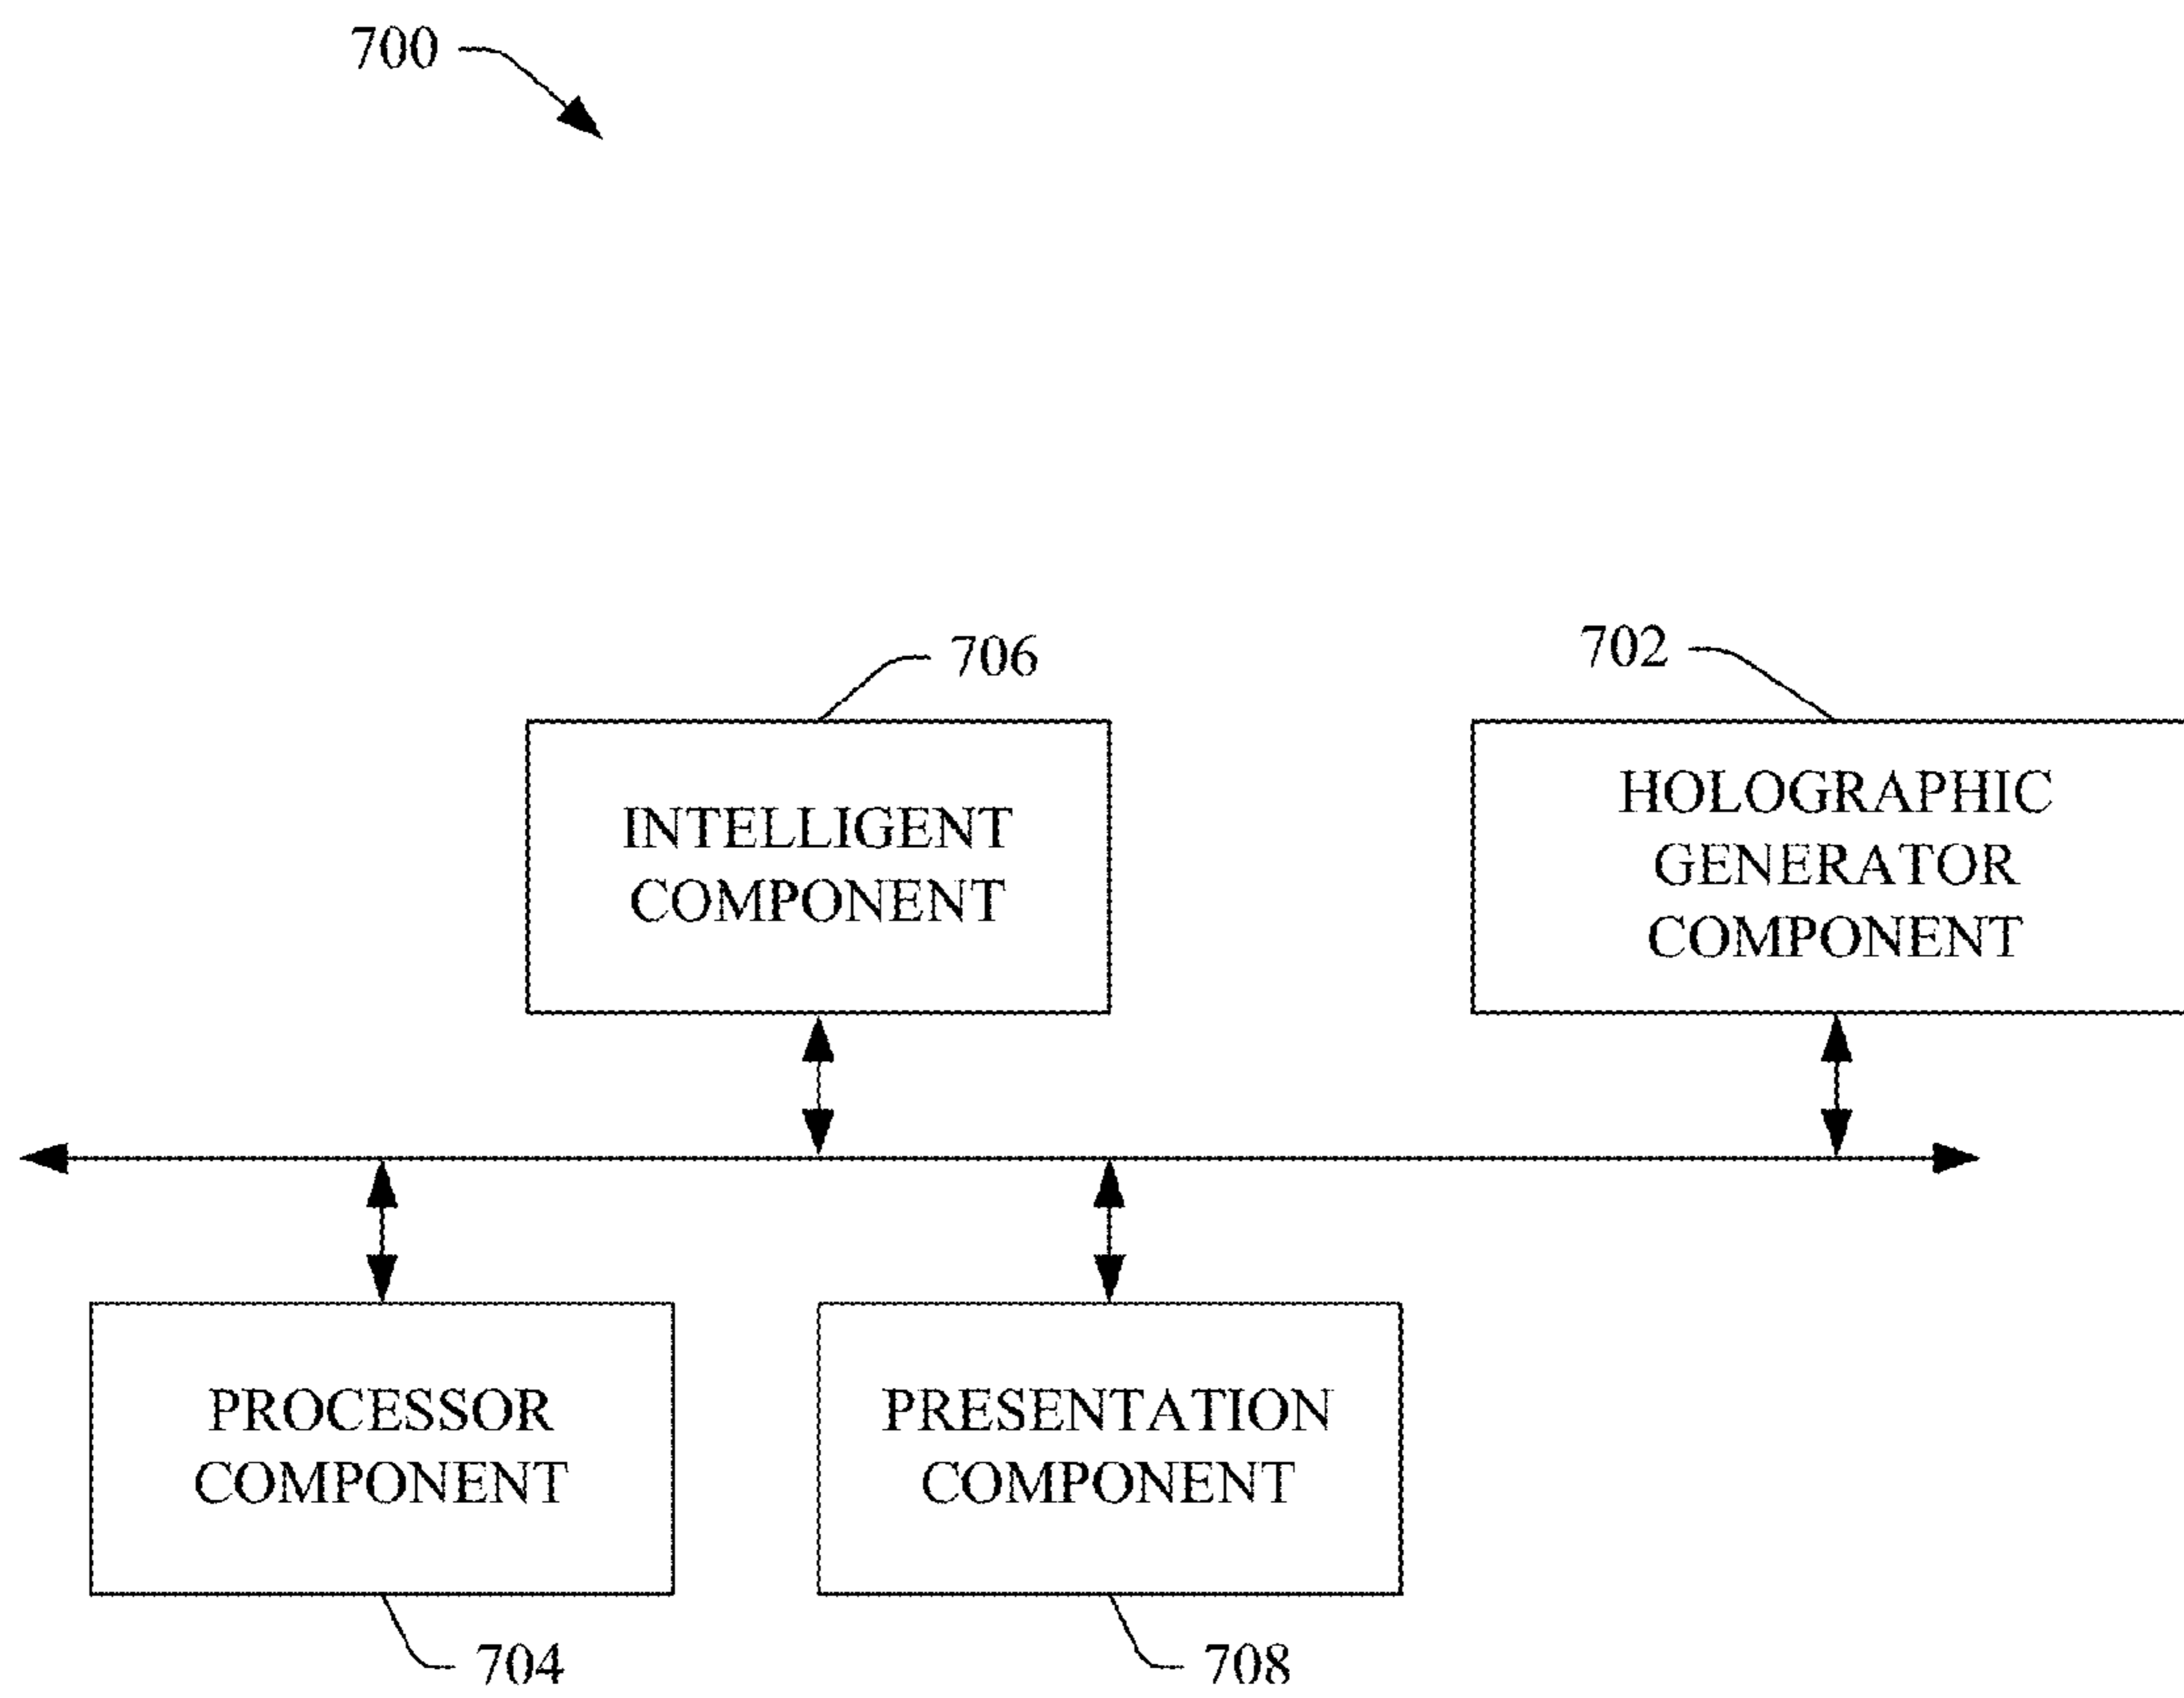 700
706
702
INTELLIGENT
COMPONENT
HOLOGRAPHIC
GENERATOR
COMPONENT
PROCESSOR
COMPONENT
PRESENTATION
COMPONENT
704
708